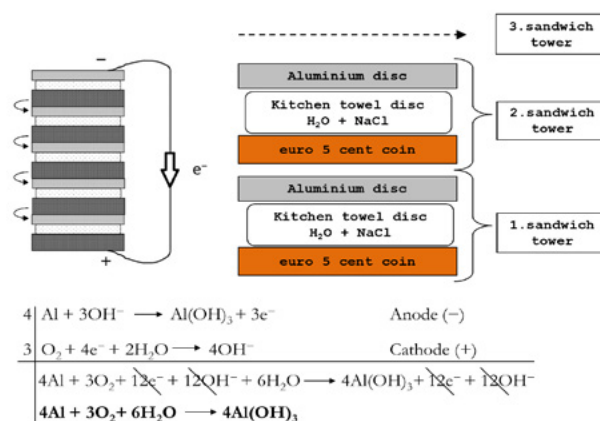 −
e⁻
+
3.sandwich
tower
Aluminium disc
Kitchen towel disc
H₂O + NaCl
euro 5 cent coin
2.sandwich
tower
Aluminium disc
Kitchen towel disc
H₂O + NaCl
euro 5 cent coin
1.sandwich
tower
4 Al + 3OH⁻ ⟶ Al(OH)₃ + 3e⁻ Anode (−)
3 O₂ + 4e⁻ + 2H₂O ⟶ 4OH⁻ Cathode (+)
4Al + 3O₂ + 12e⁻ + 12OH⁻ + 6H₂O ⟶ 4Al(OH)₃ + 12e⁻ + 12OH⁻
4Al + 3O₂ + 6H₂O ⟶ 4Al(OH)₃